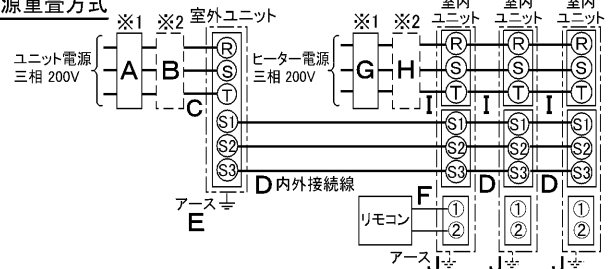 源重畳方式
※1 ※2 室外ユニット ※1 ※2 室内ユニット 室内ユニット 室内ユニット
ユニット電源
三相 200V
A B
R
S
T
C
ヒーター電源
三相 200V
G H
R R R
S S S
T T T
I I I
S1 S1 S1 S1
S2 S2 S2 S2
S3 S3 S3 S3
D 内外接続線 D D
アース
E
リモコン
F
① ① ①
② ② ②
アース J J J